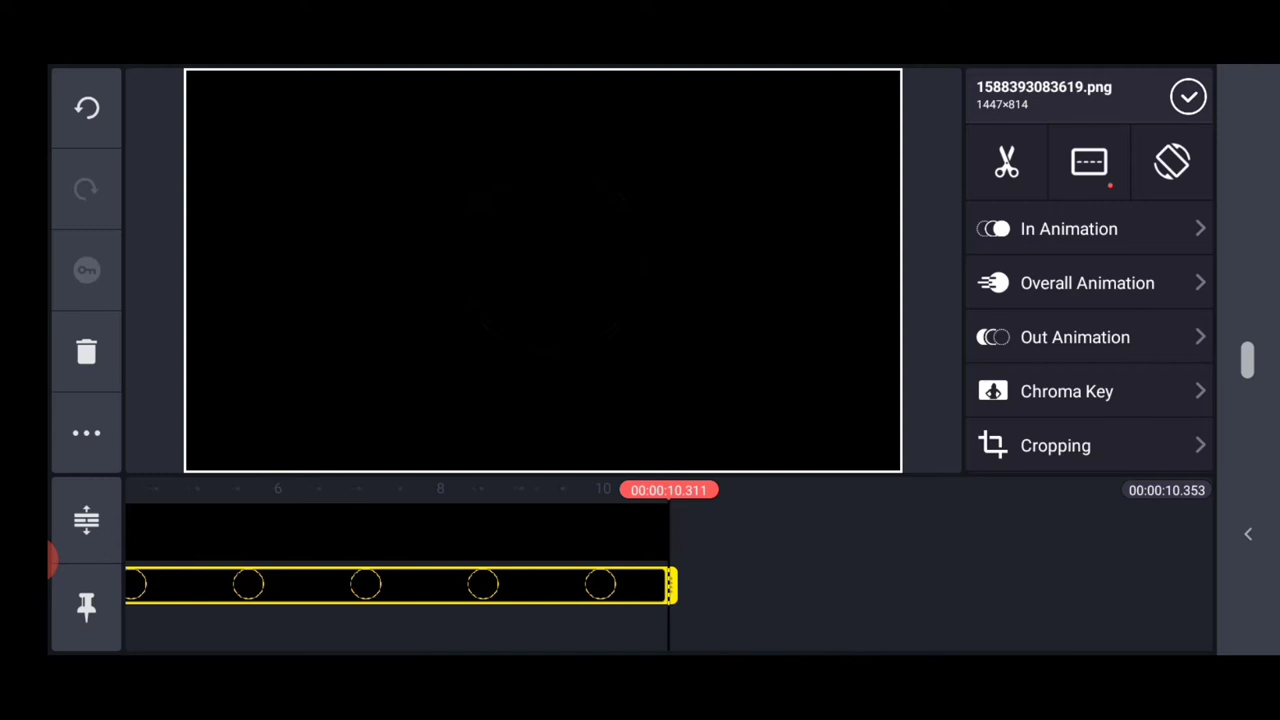 1588393083619.png
1447×814
In Animation
Overall Animation
Out Animation
Chroma Key
Cropping
6
8
10
00:00:10.311
00:00:10.353